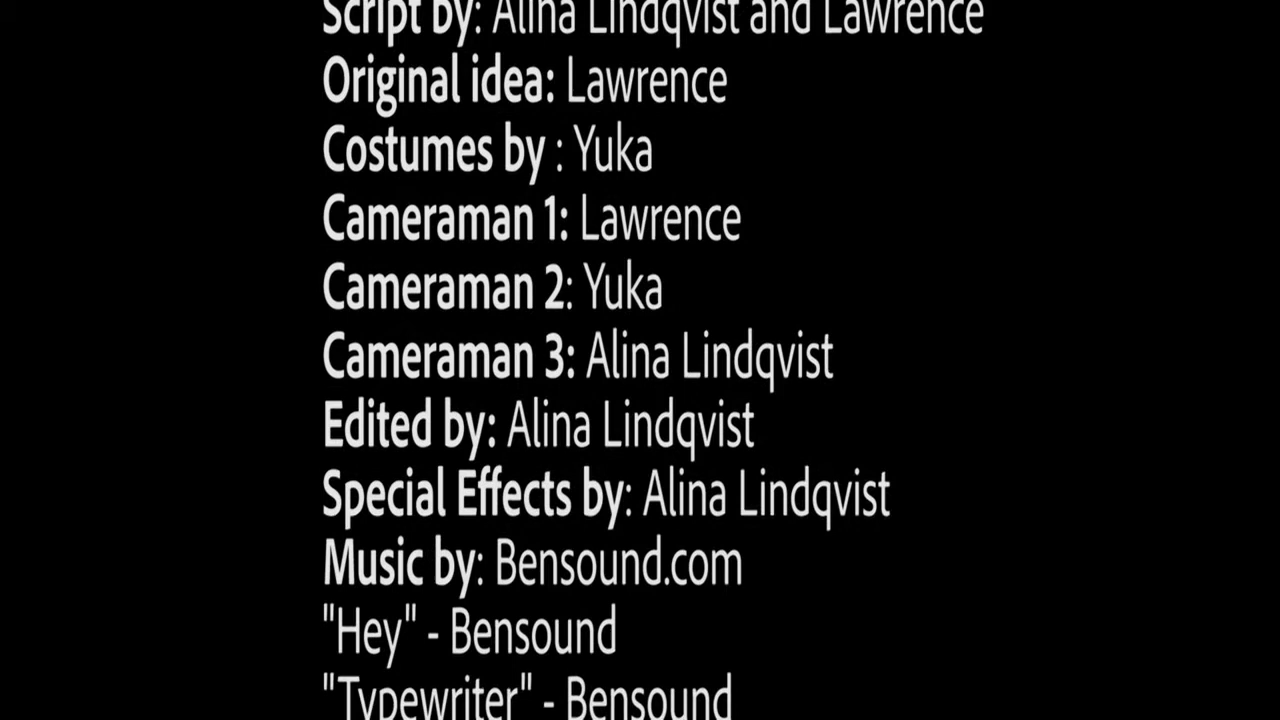 Script by: Alina Lindqvist and Lawrence
Original idea: Lawrence
Costumes by : Yuka
Cameraman 1: Lawrence
Cameraman 2: Yuka
Cameraman 3: Alina Lindqvist
Edited by: Alina Lindqvist
Special Effects by: Alina Lindqvist
Music by: Bensound.com
"Hey" - Bensound
"Typewriter" - Bensound